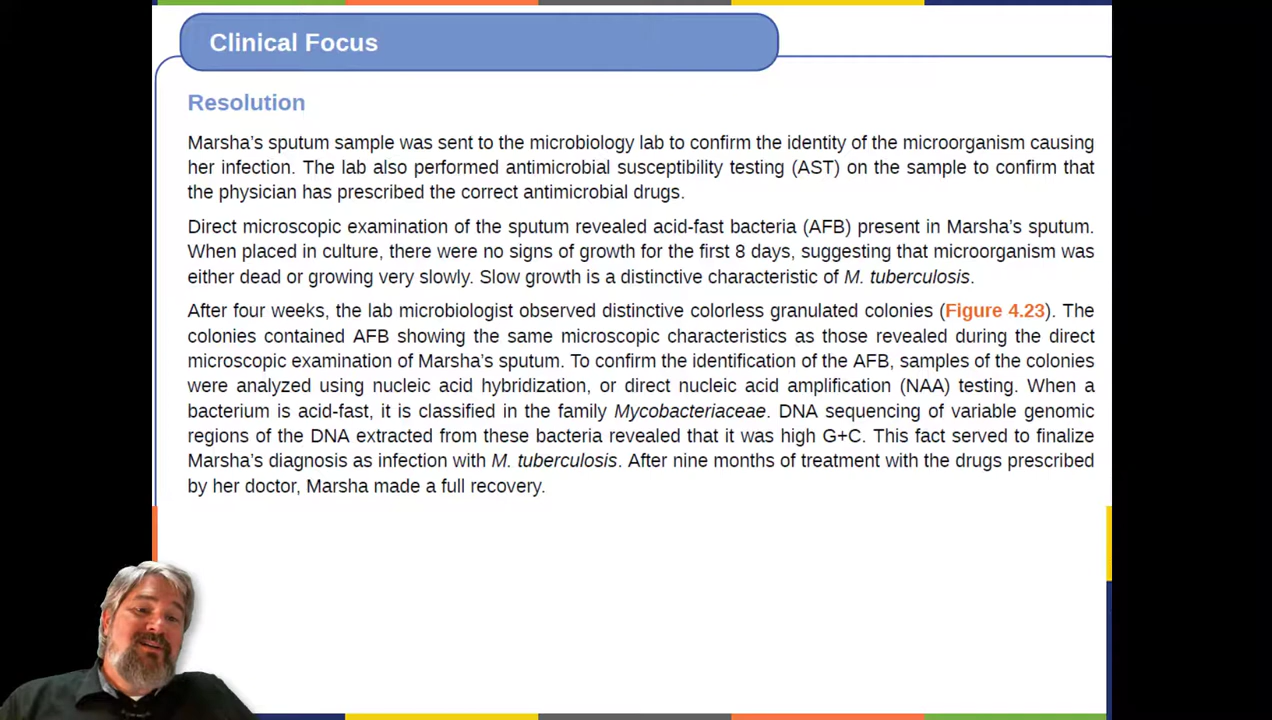 Clinical Focus
Resolution
Marsha's sputum sample was sent to the microbiology lab to confirm the identity of the microorganism causing
her infection. The lab also performed antimicrobial susceptibility testing (AST) on the sample to confirm that
the physician has prescribed the correct antimicrobial drugs.
Direct microscopic examination of the sputum revealed acid-fast bacteria (AFB) present in Marsha's sputum.
When placed in culture, there were no signs of growth for the first 8 days, suggesting that microorganism was
either dead or growing very slowly. Slow growth is a distinctive characteristic of M. tuberculosis.
After four weeks, the lab microbiologist observed distinctive colorless granulated colonies (Figure 4.23). The
colonies contained AFB showing the same microscopic characteristics as those revealed during the direct
microscopic examination of Marsha's sputum. To confirm the identification of the AFB, samples of the colonies
were analyzed using nucleic acid hybridization, or direct nucleic acid amplification (NAA) testing. When a
bacterium is acid-fast, it is classified in the family Mycobacteriaceae. DNA sequencing of variable genomic
regions of the DNA extracted from these bacteria revealed that it was high G+C. This fact served to finalize
Marsha's diagnosis as infection with M. tuberculosis. After nine months of treatment with the drugs prescribed
by her doctor, Marsha made a full recovery.